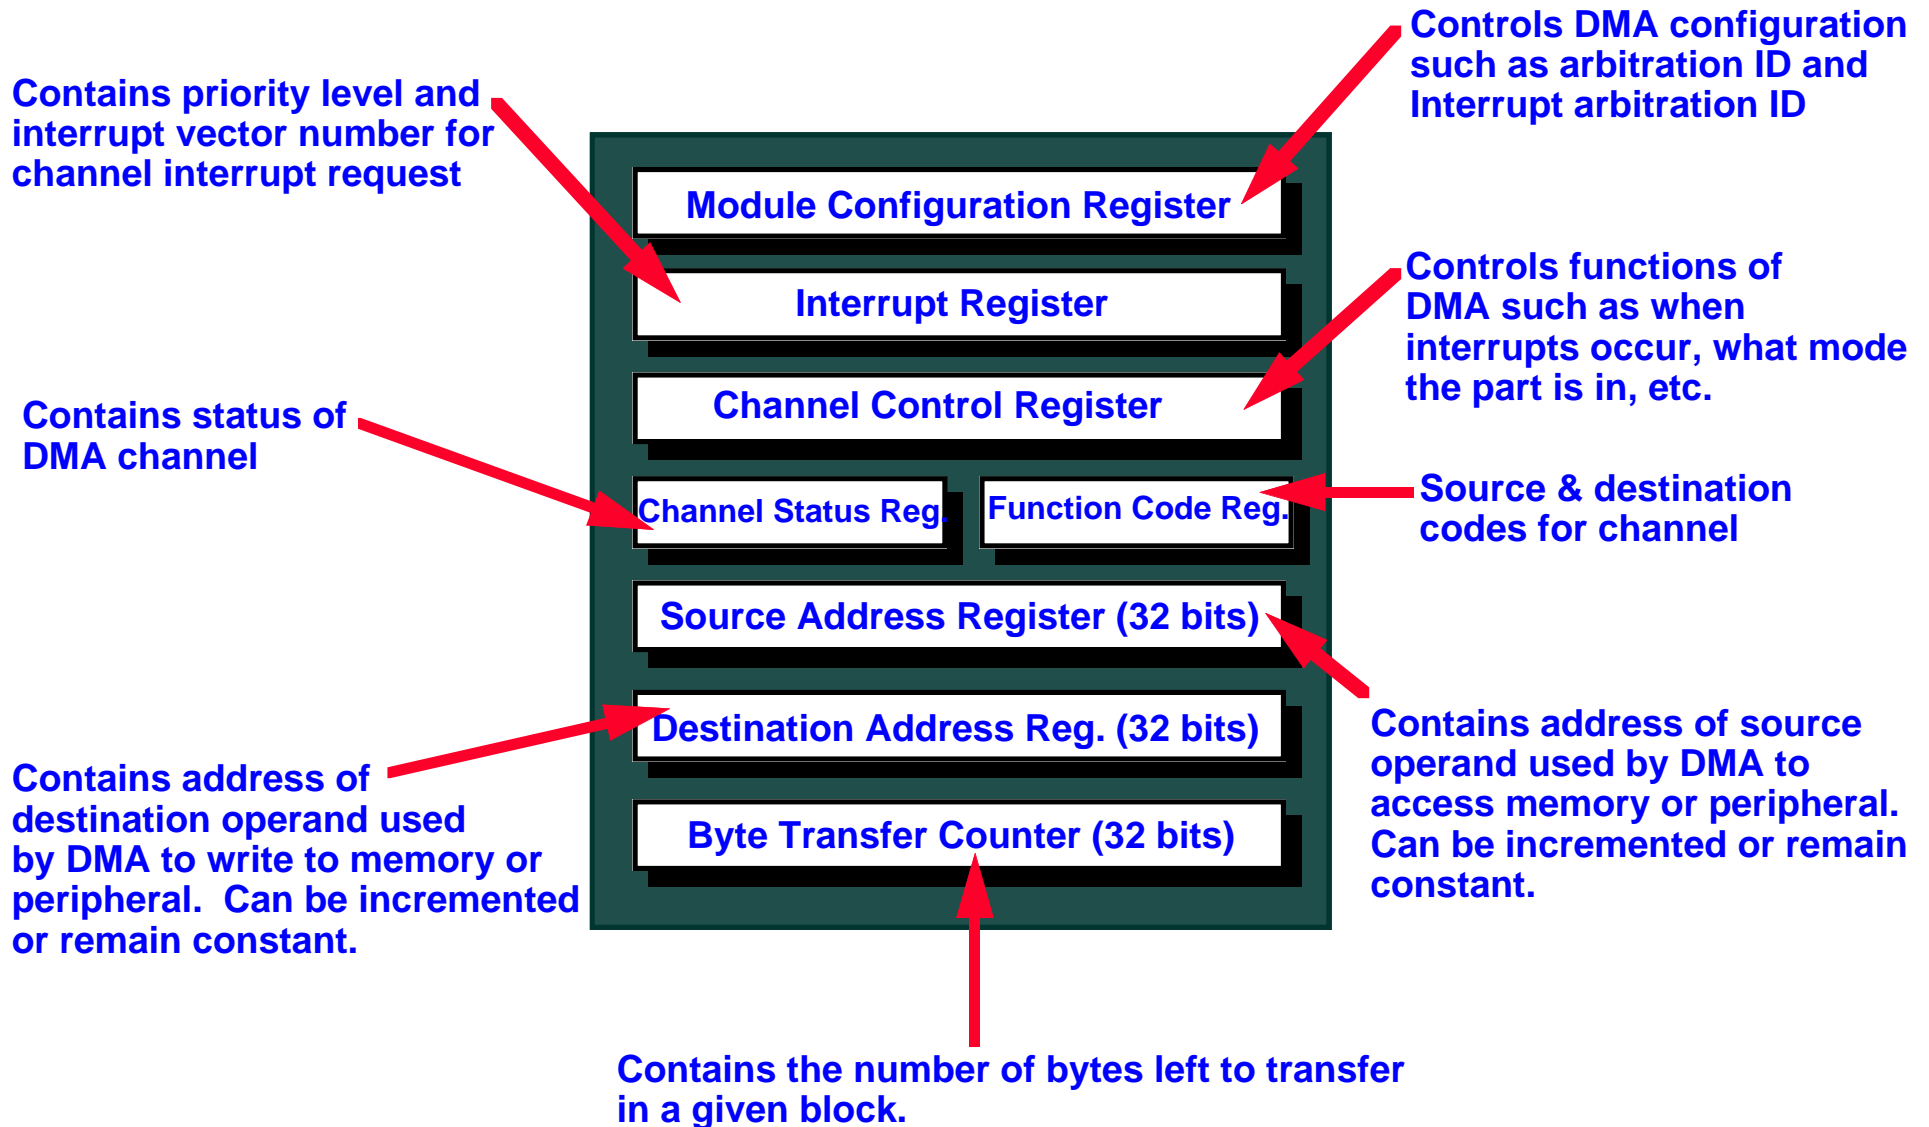 Controls DMA configuration
such as arbitration ID and
Interrupt arbitration ID
Contains priority level and
interrupt vector number for
channel interrupt request
Module Configuration Register
Interrupt Register
Controls functions of
DMA such as when
interrupts occur, what mode
the part is in, etc.
Channel Control Register
Contains status of
DMA channel
Channel Status Reg.
Function Code Reg.
Source & destination
codes for channel
Source Address Register (32 bits)
Destination Address Reg. (32 bits)
Contains address of source
operand used by DMA to
access memory or peripheral.
Can be incremented or remain
constant.
Contains address of
destination operand used
by DMA to write to memory or
peripheral.  Can be incremented
or remain constant.
Byte Transfer Counter (32 bits)
Contains the number of bytes left to transfer
in a given block.